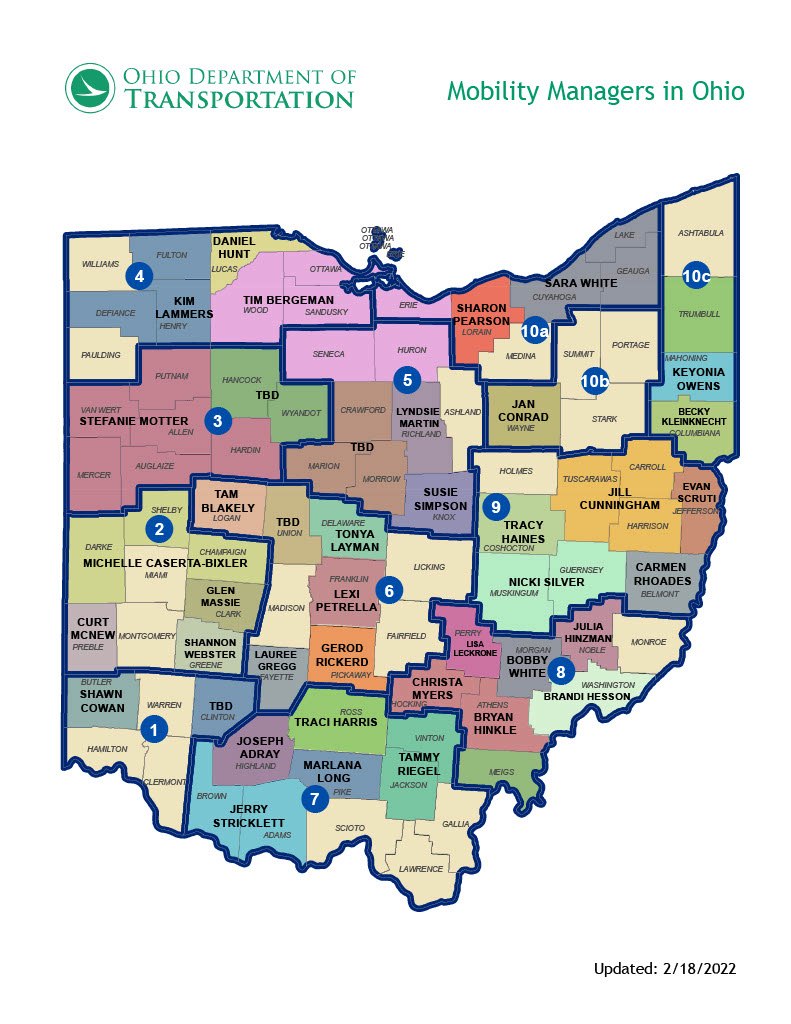 OHIO DEPARTMENT OF
TRANSPORTATION
Mobility Managers in Ohio
OTTAWA
OTTAWA
OTTAWA
ERIE
WILLIAMS
FULTON
DANIEL
HUNT
LUCAS
OTTAWA
LAKE
ASHTABULA
4
GEAUGA
10c
DEFIANCE
KIM
LAMMERS
HENRY
TIM BERGEMAN
WOOD
SANDUSKY
ERIE
SHARON
PEARSON
LORAIN
SARA WHITE
CUYAHOGA
TRUMBULL
10a
PAULDING
SENECA
HURON
MEDINA
SUMMIT
PORTAGE
MAHONING
KEYONIA
OWENS
PUTNAM
HANCOCK
5
10b
TBD
VAN WERT
STEFANIE MOTTER
ALLEN
3
WYANDOT
CRAWFORD
LYNDSIE
MARTIN
RICHLAND
ASHLAND
JAN
CONRAD
WAYNE
STARK
BECKY
KLEINKNECHT
COLUMBIANA
TBD
MERCER
AUGLAIZE
HARDIN
MARION
MORROW
HOLMES
TUSCARAWAS
CARROLL
TAM
BLAKELY
LOGAN
SUSIE
SIMPSON
KNOX
9
JILL
CUNNINGHAM
EVAN
SCRUTI
JEFFERSON
SHELBY
2
TBD
UNION
DELAWARE
TONYA
LAYMAN
TRACY
HAINES
COSHOCTON
HARRISON
DARKE
CHAMPAIGN
MICHELLE CASERTA-BIXLER
MIAMI
LICKING
GUERNSEY
NICKI SILVER
MUSKINGUM
CARMEN
RHOADES
BELMONT
GLEN
MASSIE
CLARK
MADISON
FRANKLIN
LEXI
PETRELLA
6
CURT
MCNEW
PREBLE
MONTGOMERY
SHANNON
WEBSTER
GREENE
FAIRFIELD
PERRY
LISA
LECKRONE
JULIA
HINZMAN
NOBLE
MONROE
LAUREE
GREGG
FAYETTE
GEROD
RICKERD
PICKAWAY
MORGAN
BOBBY
WHITE
8
BUTLER
SHAWN
COWAN
WARREN
TBD
CLINTON
CHRISTA
MYERS
HOCKING
WASHINGTON
BRANDI HESSON
ATHENS
BRYAN
HINKLE
1
ROSS
TRACI HARRIS
HAMILTON
JOSEPH
ADRAY
HIGHLAND
VINTON
CLERMONT
MARLANA
LONG
PIKE
TAMMY
RIEGEL
JACKSON
MEIGS
BROWN
7
JERRY
STRICKLETT
ADAMS
SCIOTO
GALLIA
LAWRENCE
Updated: 2/18/2022